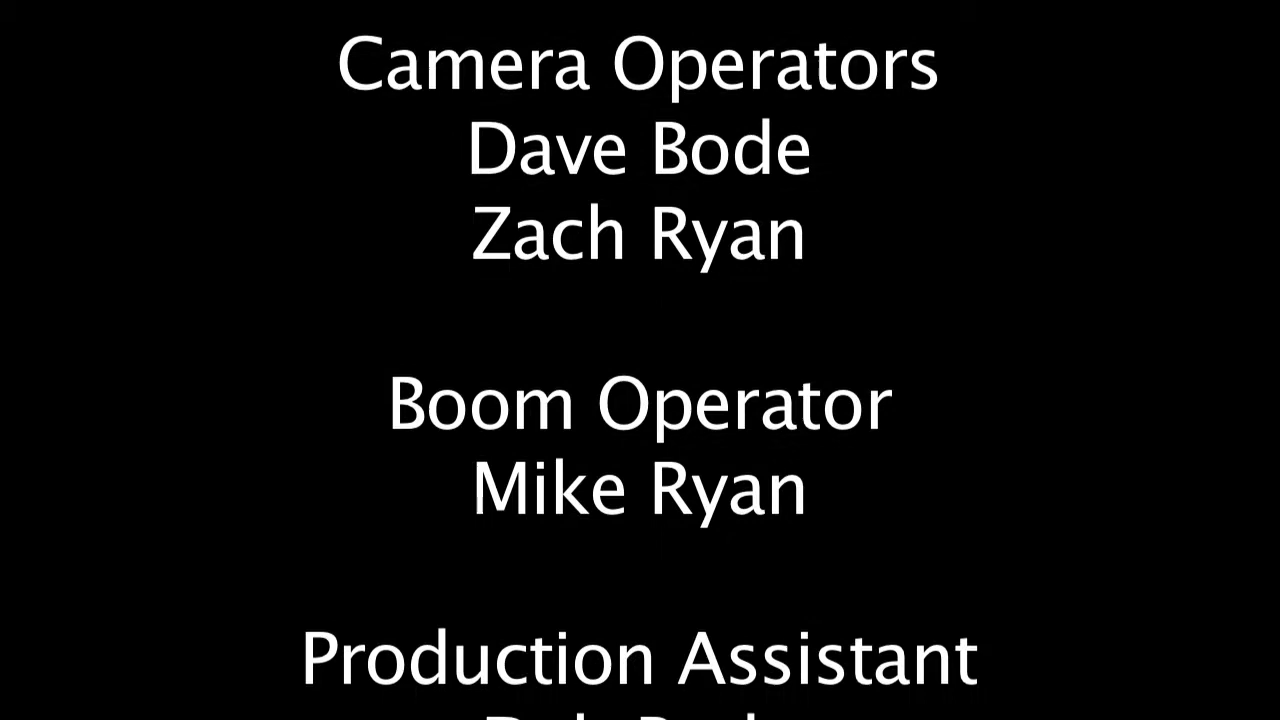 Camera Operators
Dave Bode
Zach Ryan
Boom Operator
Mike Ryan
Production Assistant